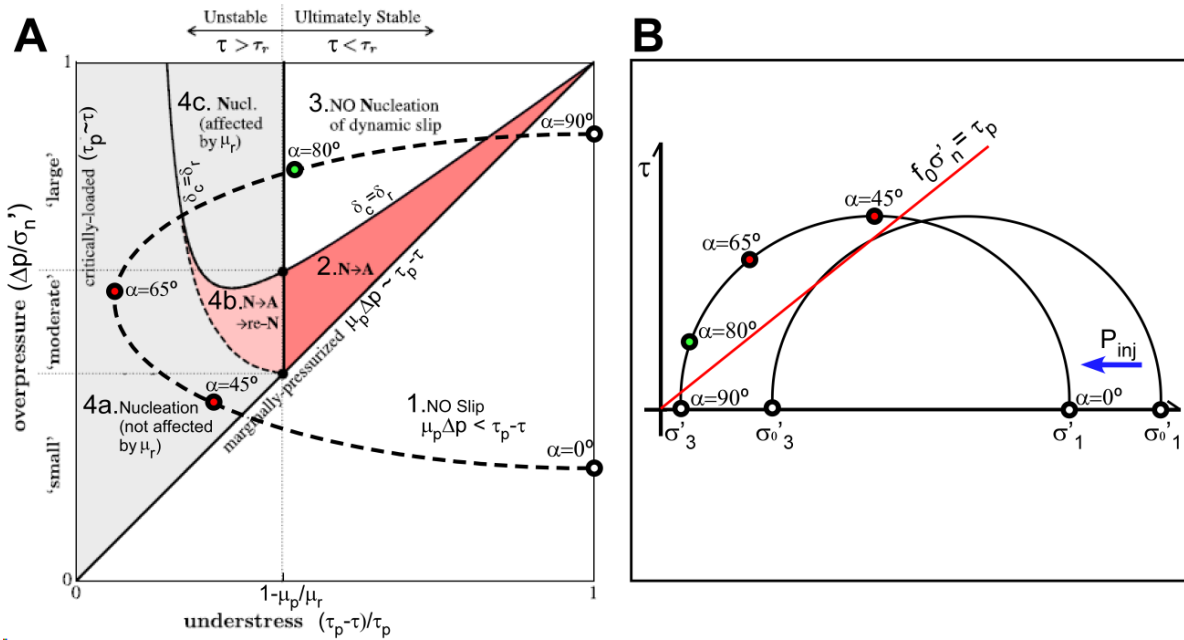 A
Unstable
Ultimately Stable
τ > τr
τ < τr
1
4c. Nucl.
(affected
by μr)
3. NO Nucleation
of dynamic slip
α=90º
α=80º
δc=δr
δc=δr
critically-loaded (τp~τ)
overpressure (Δp/σn')
'large'
'moderate'
'small'
α=65º
4b. N→A
→re-N
2. N→A
marginally-pressurized μpΔp ~ τp-τ
α=45º
4a. Nucleation
(not affected
by μr)
1. NO Slip
μpΔp < τp-τ
α=0º
0
0
1-μp/μr
1
understress (τp-τ)/τp
B
τ
f0σ'n = τp
α=45º
α=65º
α=80º
Pinj
α=90º
α=0º
σ'3
σ0'3
σ'1
σ0'1